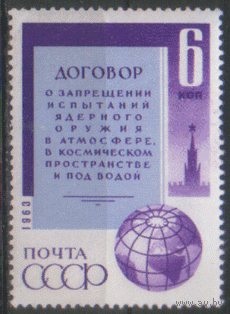 ДОГОВОР
О ЗАПРЕЩЕНИИ
ИСПЫТАНИЙ
ЯДЕРНОГО
ОРУЖИЯ
В АТМОСФЕРЕ,
В КОСМИЧЕСКОМ
ПРОСТРАНСТВЕ
И ПОД ВОДОЙ
6
КОП
1963
ПОЧТА
СССР